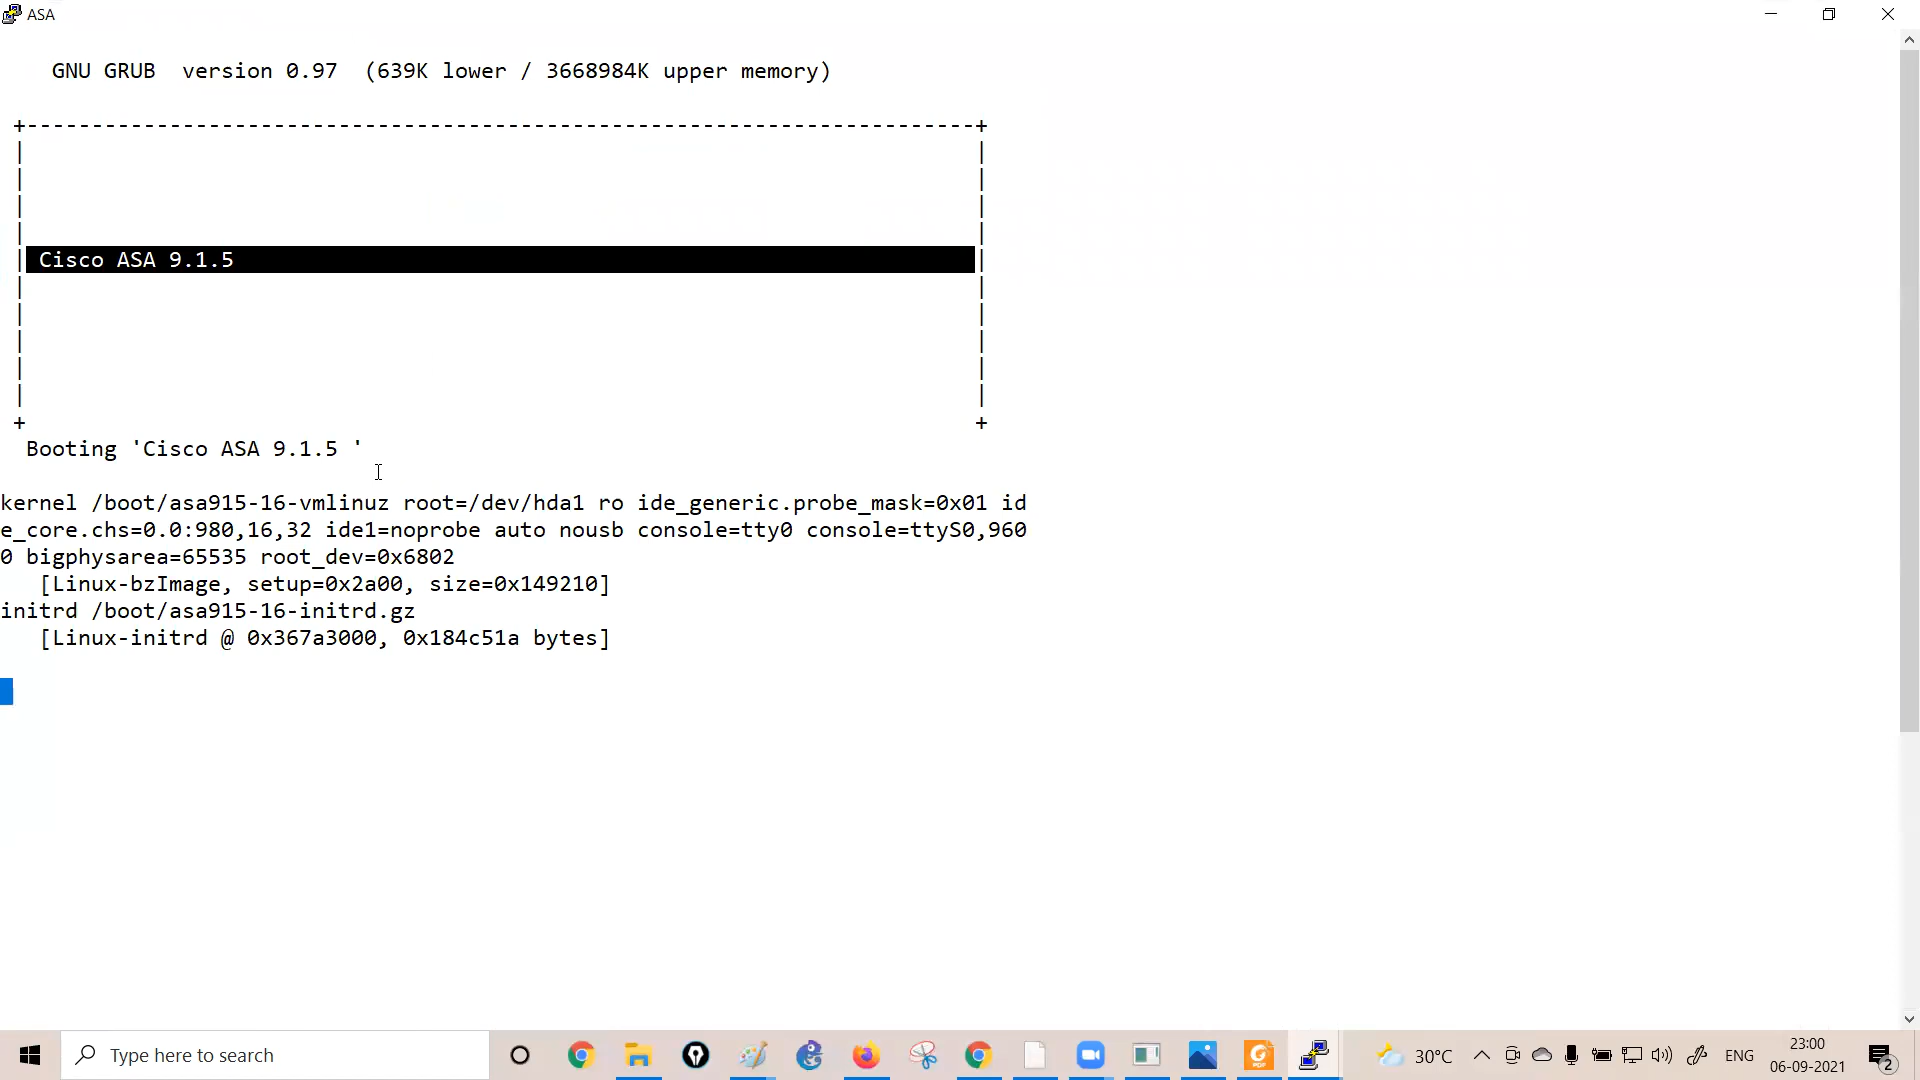 ASA
GNU GRUB  version 0.97  (639K lower / 3668984K upper memory)
+-------------------------------------------------------------------------+
Cisco ASA 9.1.5
+                                                                         +
Booting 'Cisco ASA 9.1.5 '
kernel /boot/asa915-16-vmlinuz root=/dev/hda1 ro ide_generic.probe_mask=0x01 id
e_core.chs=0.0:980,16,32 ide1=noprobe auto nousb console=tty0 console=ttyS0,960
0 bigphysarea=65535 root_dev=0x6802
[Linux-bzImage, setup=0x2a00, size=0x149210]
initrd /boot/asa915-16-initrd.gz
[Linux-initrd @ 0x367a3000, 0x184c51a bytes]
Type here to search
30°C
ENG
23:00
06-09-2021
2